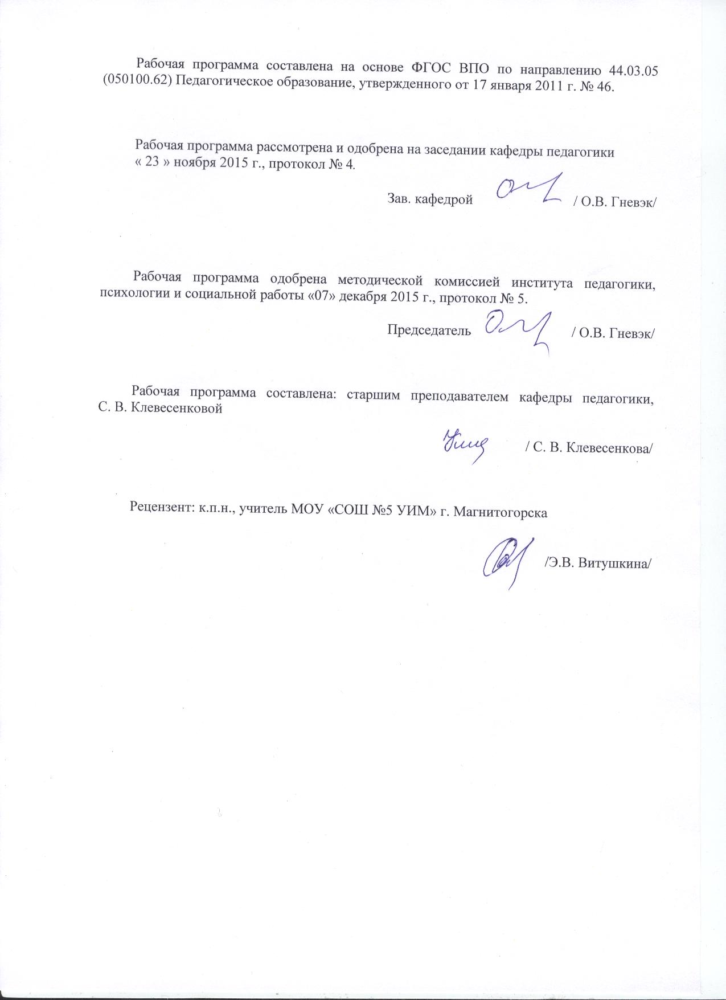 Рабочая программа составлена на основе ФГОС ВПО по направлению 44.03.05
(050100.62) Педагогическое образование, утвержденного от 17 января 2011 г. № 46.
Рабочая программа рассмотрена и одобрена на заседании кафедры педагогики
« 23 » ноября 2015 г., протокол № 4.
Зав. кафедрой / О.В. Гневэк/
Рабочая программа одобрена методической комиссией института педагогики,
психологии и социальной работы «07» декабря 2015 г., протокол № 5.
Председатель / О.В. Гневэк/
Рабочая программа составлена: старшим преподавателем кафедры педагогики,
С. В. Клевесенковой
/ С. В. Клевесенкова/
Рецензент: к.п.н., учитель МОУ «СОШ №5 УИМ» г. Магнитогорска
/Э.В. Витушкина/